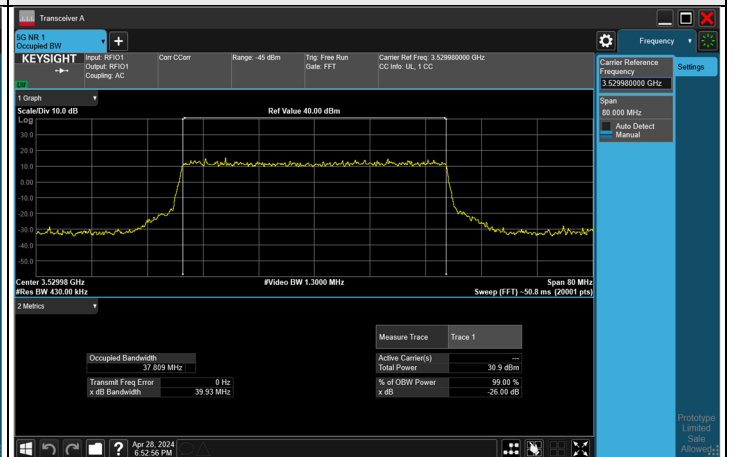 Transceiver A
5G NR 1
Occupied BW
Frequency
KEYSIGHT
Input: RFIO1
Output: RFIO1
Coupling: AC
Corr CCorr
Range: -45 dBm
Trig: Free Run
Gate: FFT
Carrier Ref Freq: 3.529980000 GHz
CC Info: UL, 1 CC
Carrier Reference
Frequency
3.529980000 GHz
Settings
Span
80.000 MHz
Auto Detect
Manual
1 Graph
Scale/Div 10.0 dB
Ref Value 40.00 dBm
Log
30.0
20.0
10.0
0.00
-10.0
-20.0
-30.0
-40.0
-50.0
Center 3.52998 GHz
#Video BW 1.3000 MHz
Span 80 MHz
#Res BW 430.00 kHz
Sweep (FFT) ~50.8 ms (20001 pts)
2 Metrics
Measure Trace
Trace 1
Occupied Bandwidth
37.809 MHz
Active Carrier(s)
---
Total Power
30.9 dBm
Transmit Freq Error
0 Hz
% of OBW Power
99.00 %
x dB Bandwidth
39.93 MHz
x dB
-26.00 dB
Prototype
Limited
Sale
Allowed
?
Apr 28, 2024
6:52:56 PM